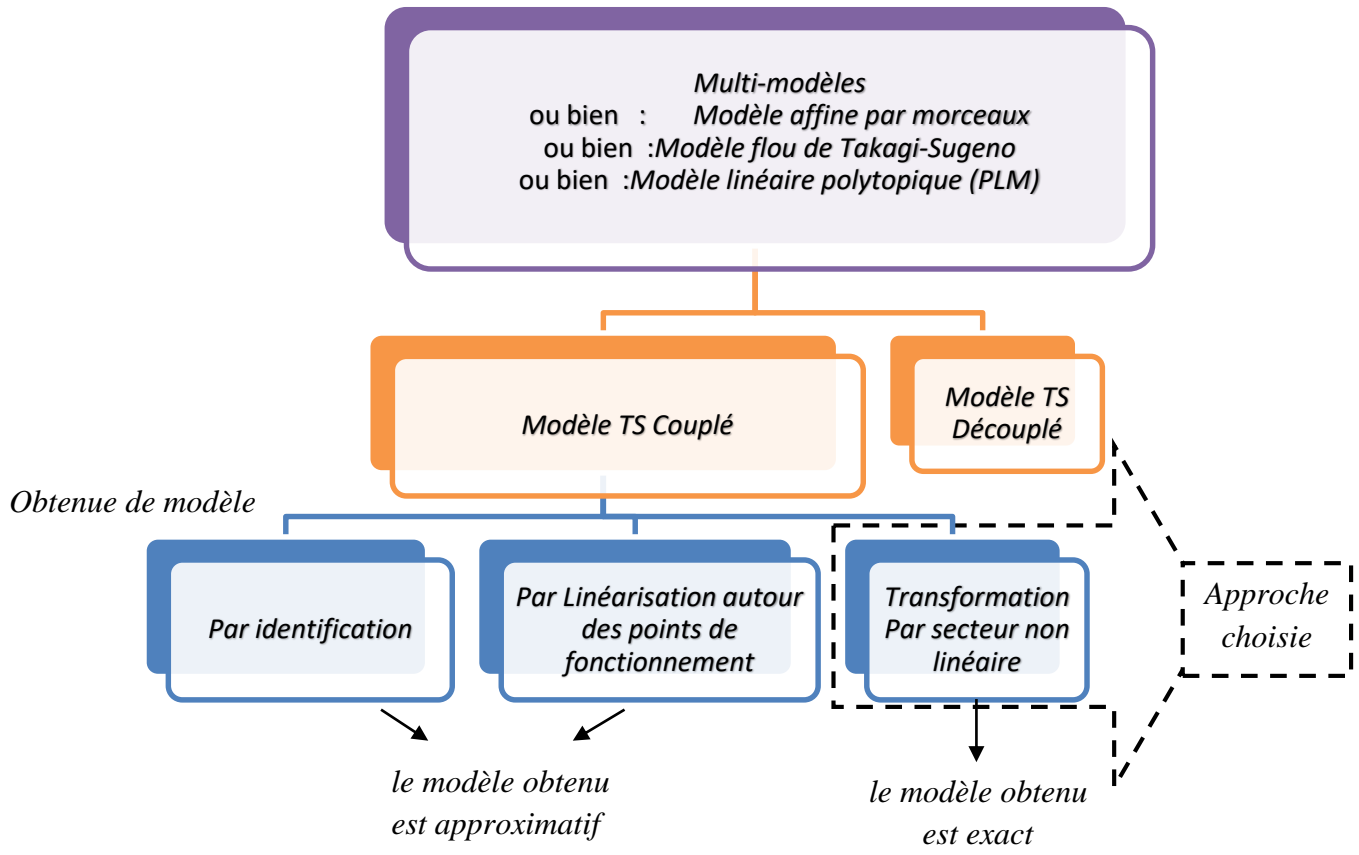 Multi-modèles
ou bien : Modèle affine par morceaux
ou bien :Modèle flou de Takagi-Sugeno
ou bien :Modèle linéaire polytopique (PLM)
Modèle TS Couplé
Modèle TS
Découplé
Obtenue de modèle
Par identification
Par Linéarisation autour
des points de
fonctionnement
Transformation
Par secteur non
linéaire
Approche
choisie
le modèle obtenu
est approximatif
le modèle obtenu
est exact